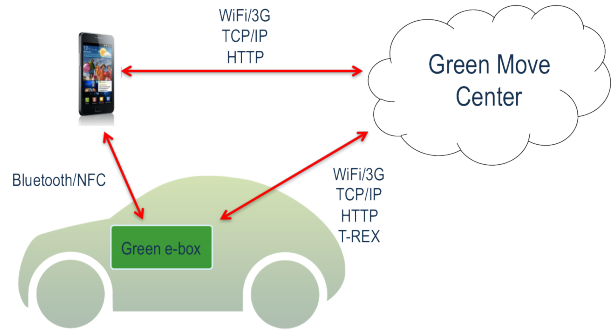 WiFi/3G
TCP/IP
HTTP
Green Move
Center
Bluetooth/NFC
WiFi/3G
TCP/IP
HTTP
T-REX
Green e-box